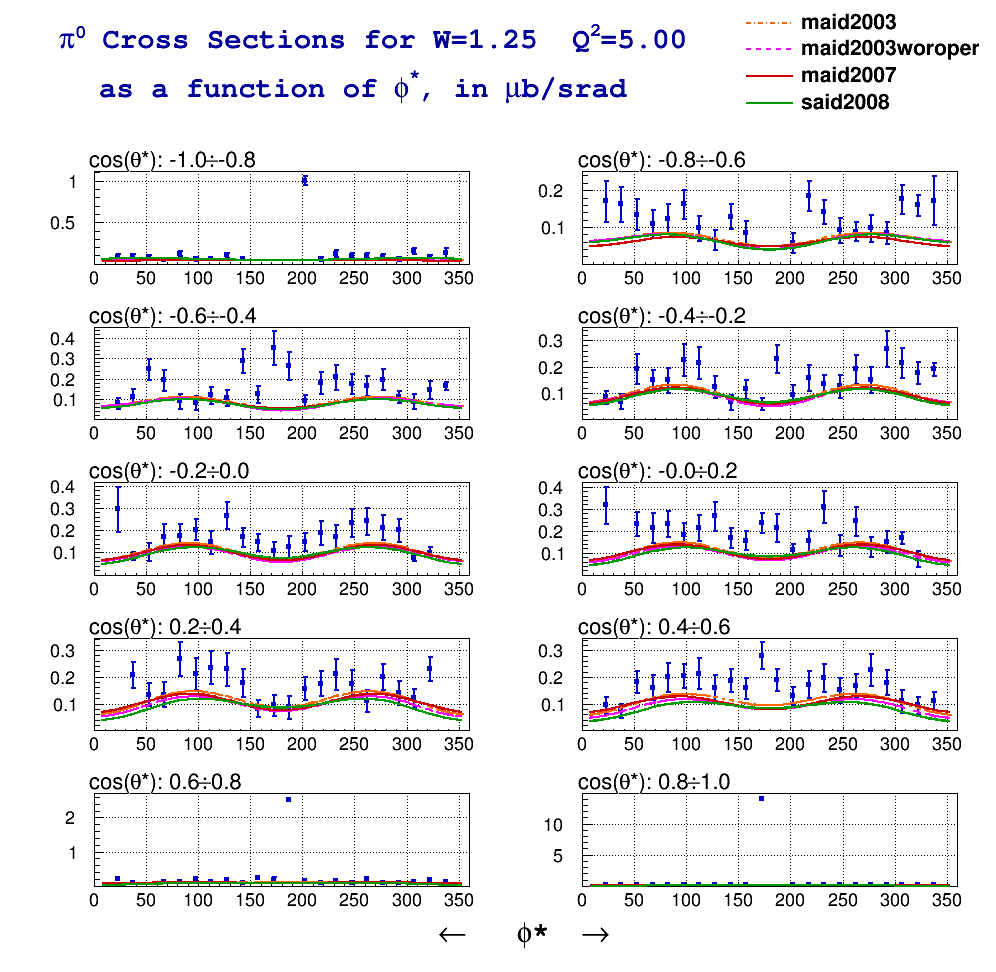 π⁰ Cross Sections for W=1.25 Q²=5.00
as a function of ϕ*, in μb/srad
maid2003
maid2003woroper
maid2007
said2008
cos(θ*): -1.0÷-0.8
1
0.5
0 50 100 150 200 250 300 350
cos(θ*): -0.8÷-0.6
0.2
0.1
0 50 100 150 200 250 300 350
cos(θ*): -0.6÷-0.4
0.4
0.3
0.2
0.1
0 50 100 150 200 250 300 350
cos(θ*): -0.4÷-0.2
0.3
0.2
0.1
0 50 100 150 200 250 300 350
cos(θ*): -0.2÷0.0
0.4
0.3
0.2
0.1
0 50 100 150 200 250 300 350
cos(θ*): -0.0÷0.2
0.4
0.3
0.2
0.1
0 50 100 150 200 250 300 350
cos(θ*): 0.2÷0.4
0.3
0.2
0.1
0 50 100 150 200 250 300 350
cos(θ*): 0.4÷0.6
0.3
0.2
0.1
0 50 100 150 200 250 300 350
cos(θ*): 0.6÷0.8
2
1
0 50 100 150 200 250 300 350
cos(θ*): 0.8÷1.0
10
5
0 50 100 150 200 250 300 350
← ϕ* →